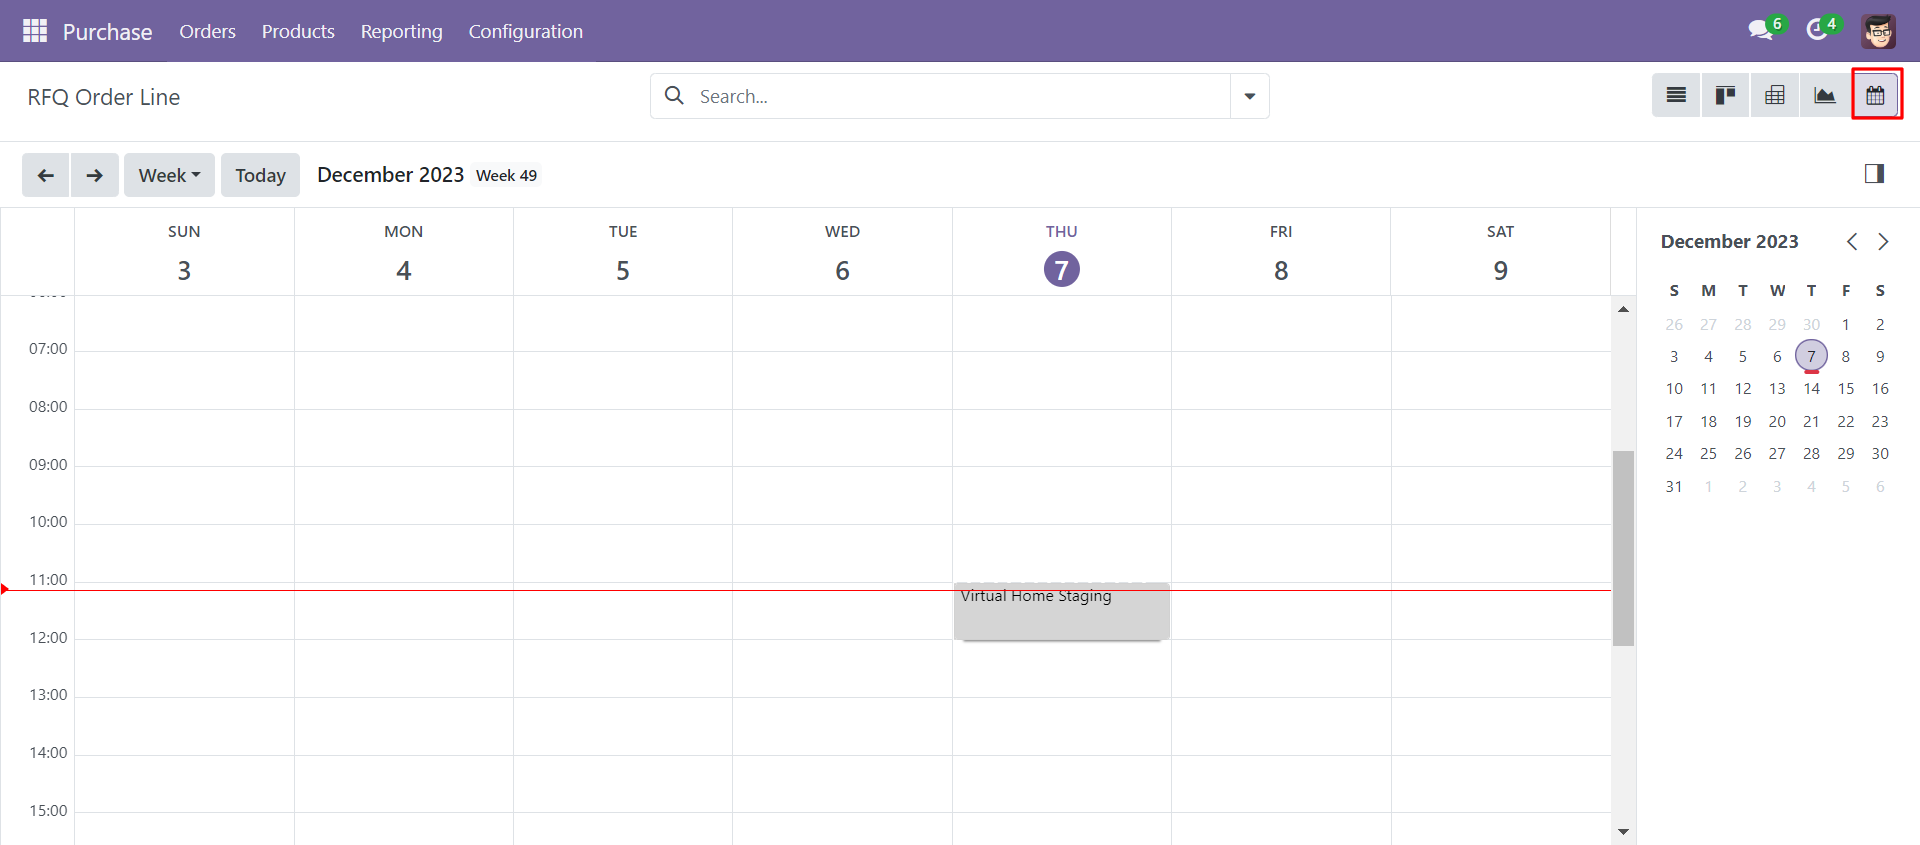 Purchase Orders Products Reporting Configuration 6 4
RFQ Order Line Search...
Week Today December 2023 Week 49
SUN MON TUE WED THU FRI SAT
3 4 5 6 7 8 9
07:00
08:00
09:00
10:00
11:00
Virtual Home Staging
12:00
13:00
14:00
15:00
December 2023
S M T W T F S
26 27 28 29 30 1 2
3 4 5 6 7 8 9
10 11 12 13 14 15 16
17 18 19 20 21 22 23
24 25 26 27 28 29 30
31 1 2 3 4 5 6